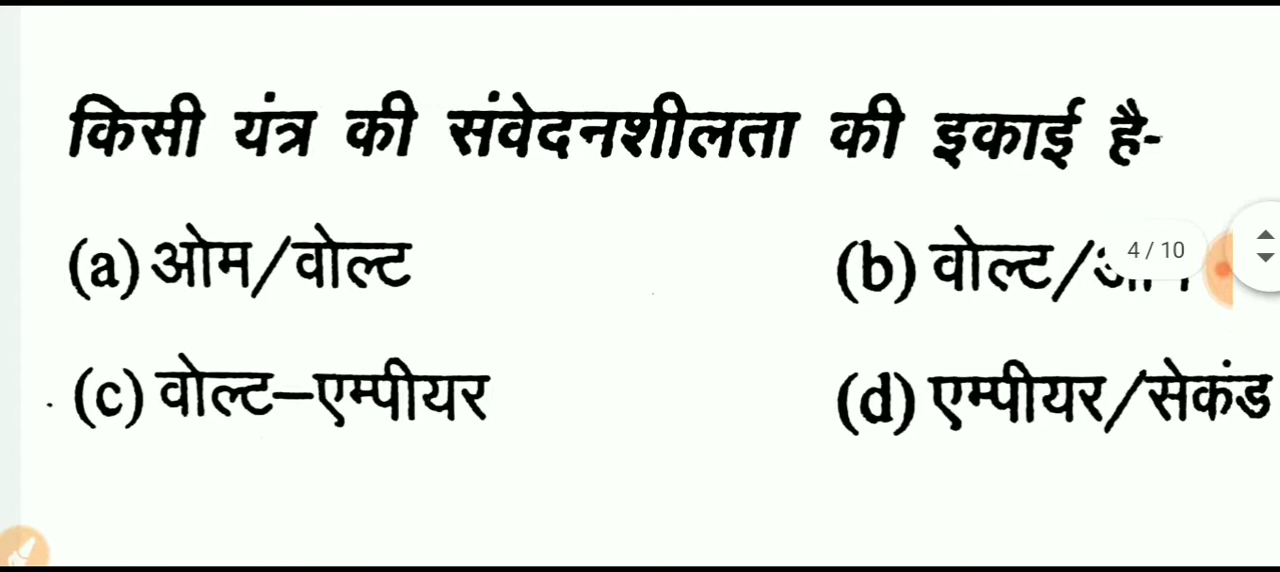 किसी यंत्र की संवेदनशीलता की इकाई है-
(a) ओम/वोल्ट (b) वोल्ट/
4/10
(c) वोल्ट–एम्पीयर (d) एम्पीयर/सेकंड